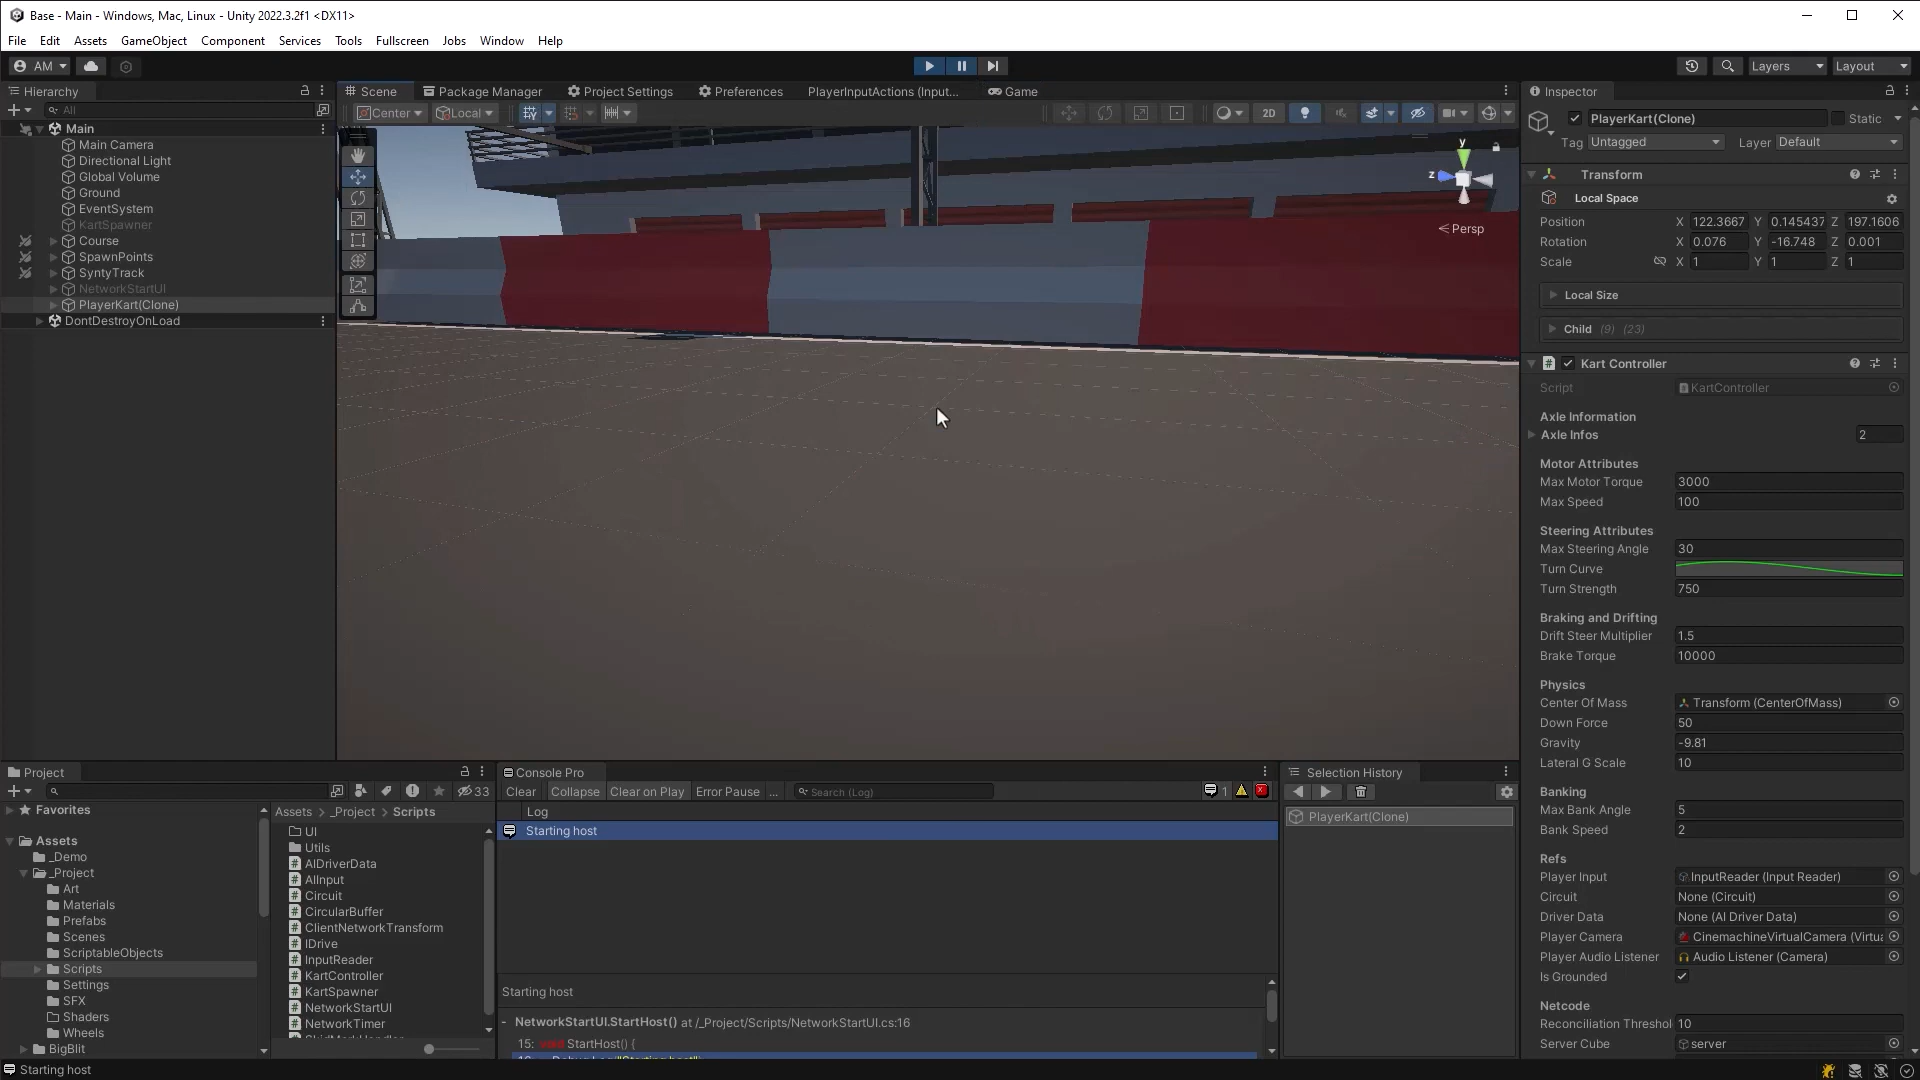 Base - Main - Windows, Mac, Linux - Unity 2022.3.2f1 <DX11>
File Edit Assets GameObject Component Services Tools Fullscreen Jobs Window Help
AM Layers Layout
Hierarchy
All
Main
Main Camera
Directional Light
Global Volume
Ground
EventSystem
KartSpawner
Course
SpawnPoints
SyntyTrack
NetworkStartUI
PlayerKart(Clone)
DontDestroyOnLoad
Scene Package Manager Project Settings Preferences PlayerInputActions (Input... Game
Center Local 2D
y
z
Persp
Inspector
PlayerKart(Clone) Static
Tag Untagged Layer Default
Transform
Local Space
Position X 122.3667 Y 0.145437 Z 197.1606
Rotation X 0.076 Y -16.748 Z 0.001
Scale X 1 Y 1 Z 1
Local Size
Child (9) (23)
Kart Controller
Script KartController
Axle Information
Axle Infos 2
Motor Attributes
Max Motor Torque 3000
Max Speed 100
Steering Attributes
Max Steering Angle 30
Turn Curve
Turn Strength 750
Braking and Drifting
Drift Steer Multiplier 1.5
Brake Torque 10000
Physics
Center Of Mass Transform (CenterOfMass)
Down Force 50
Gravity -9.81
Lateral G Scale 10
Banking
Max Bank Angle 5
Bank Speed 2
Refs
Player Input InputReader (Input Reader)
Circuit None (Circuit)
Driver Data None (AI Driver Data)
Player Camera CinemachineVirtualCamera (Virtua
Player Audio Listener Audio Listener (Camera)
Is Grounded
Netcode
Reconciliation Threshol 10
Server Cube server
Project
33
Favorites
Assets
_Demo
_Project
Art
Materials
Prefabs
Scenes
ScriptableObjects
Scripts
Settings
SFX
Shaders
Wheels
BigBlit
Assets > _Project > Scripts
UI
Utils
AIDriverData
AIInput
Circuit
CircularBuffer
ClientNetworkTransform
IDrive
InputReader
KartController
KartSpawner
NetworkStartUI
NetworkTimer
Console Pro
Clear Collapse Clear on Play Error Pause ... Search (Log) 1
Log
Starting host
Starting host
- NetworkStartUI.StartHost() at /_Project/Scripts/NetworkStartUI.cs:16
15: void StartHost() {
Selection History
PlayerKart(Clone)
Starting host